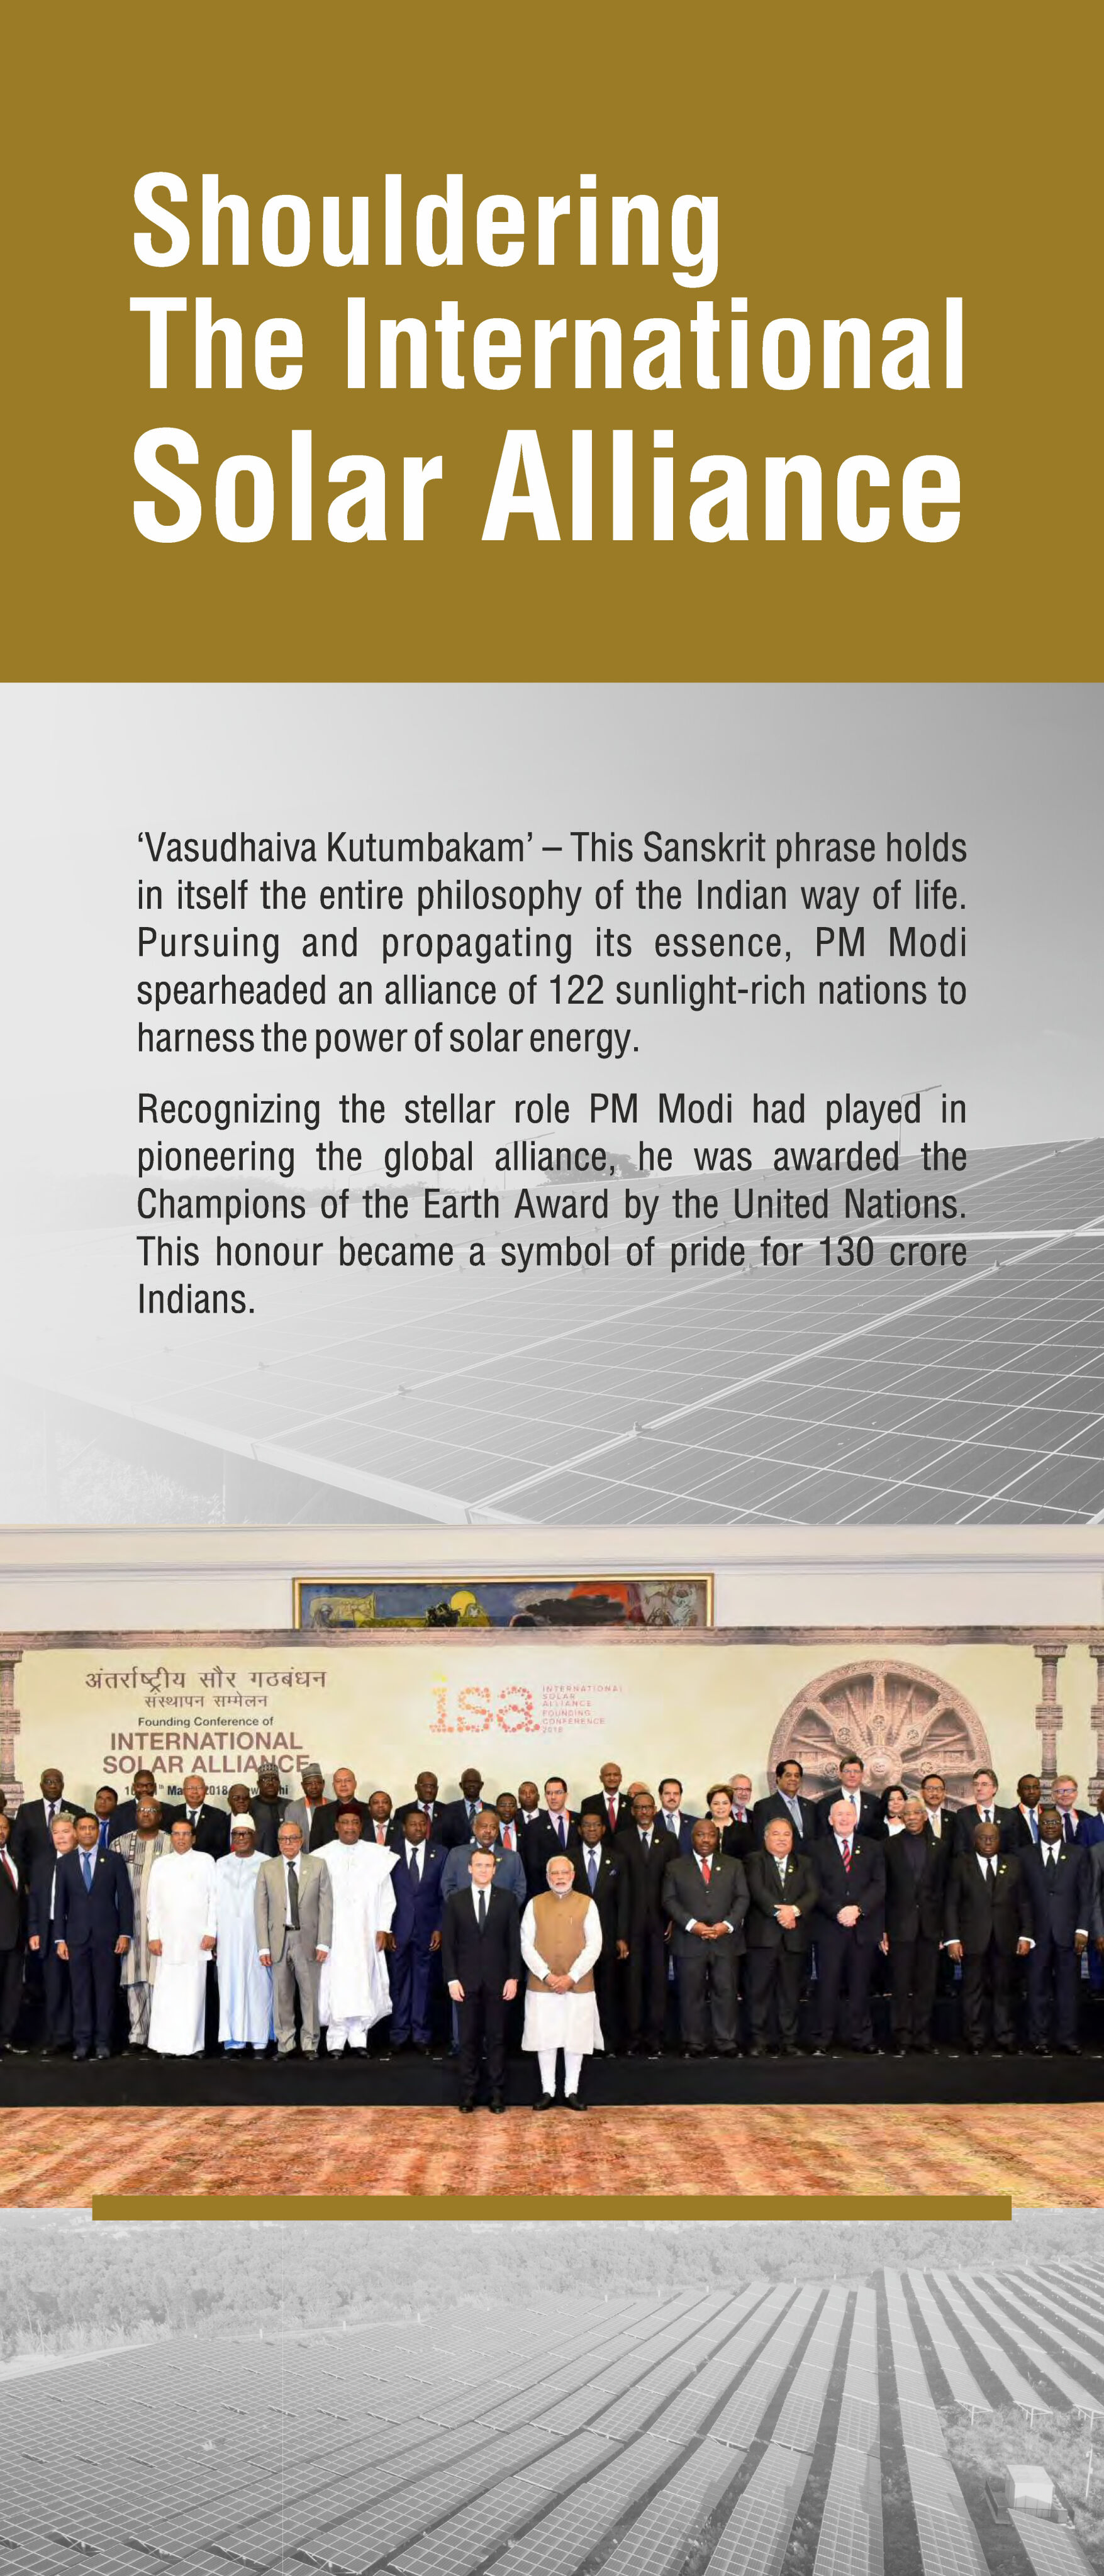 Shouldering
The International
Solar Alliance
‘Vasudhaiva Kutumbakam’ – This Sanskrit phrase holds
in itself the entire philosophy of the Indian way of life.
Pursuing and propagating its essence, PM Modi
spearheaded an alliance of 122 sunlight-rich nations to
harness the power of solar energy.
Recognizing the stellar role PM Modi had played in
pioneering the global alliance, he was awarded the
Champions of the Earth Award by the United Nations.
This honour became a symbol of pride for 130 crore
Indians.
अंतर्राष्ट्रीय सौर गठबंधन
संस्थापन सम्मेलन
Founding Conference of
INTERNATIONAL
SOLAR ALLIANCE
2018
isa
INTERNATIONAL
SOLAR
ALLIANCE
FOUNDING
CONFERENCE
2018